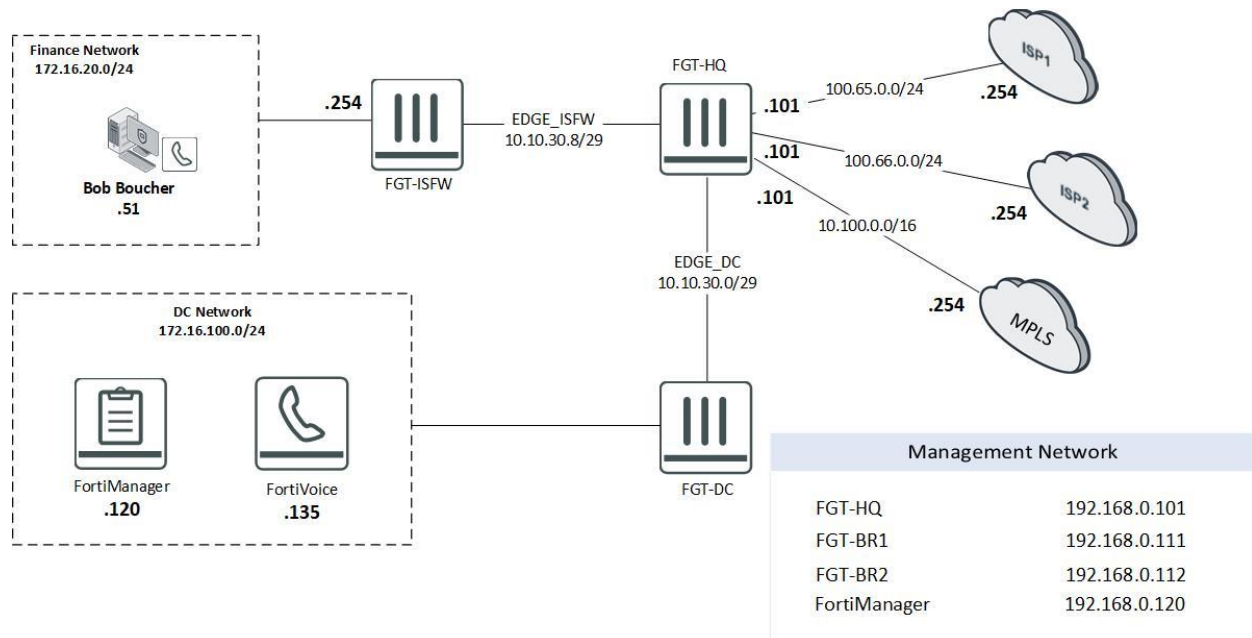 Finance Network
172.16.20.0/24
Bob Boucher
.51
.254
FGT-ISFW
EDGE_ISFW
10.10.30.8/29
FGT-HQ
.101
100.65.0.0/24
.254
ISP1
.101
100.66.0.0/24
.254
ISP2
.101
10.100.0.0/16
.254
MPLS
EDGE_DC
10.10.30.0/29
DC Network
172.16.100.0/24
FortiManager
.120
FortiVoice
.135
FGT-DC
Management Network
FGT-HQ 192.168.0.101
FGT-BR1 192.168.0.111
FGT-BR2 192.168.0.112
FortiManager 192.168.0.120